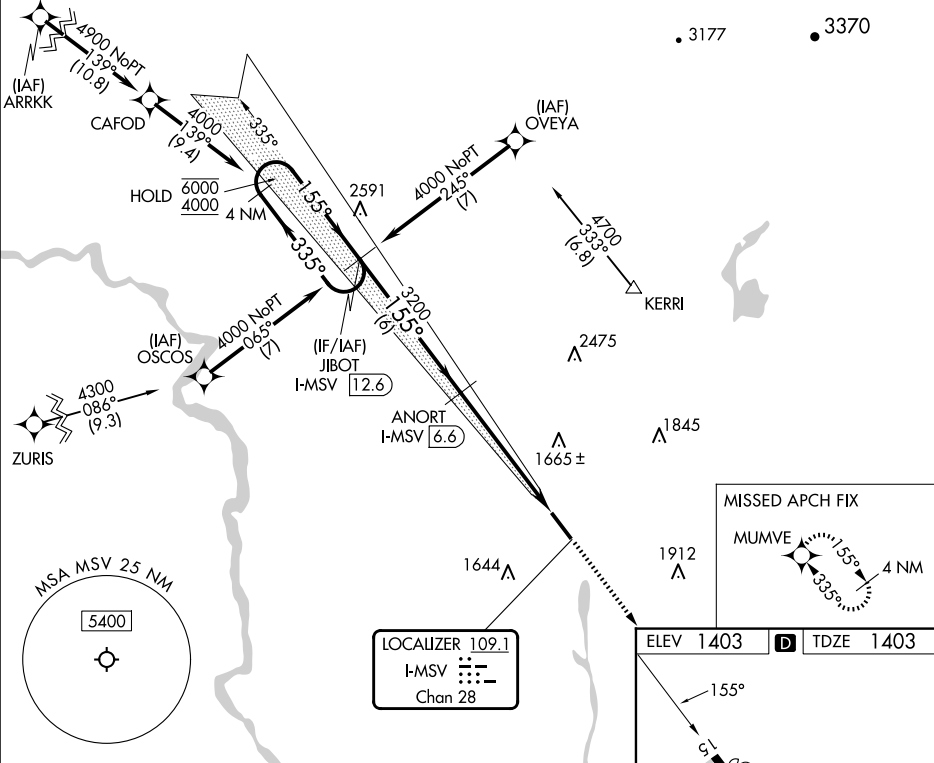 3177
3370
4900 NoPT
139°
(10.8)
(IAF)
ARRKK
CAFOD
4000
139°
(9.4)
335°
(IAF)
OVEYA
4000 NoPT
245°
(7)
HOLD
6000
4000
4 NM
155°
335°
2591
4700
333°
(6.8)
KERRI
3200
155°
(6)
4000 NoPT
065°
(7)
(IAF)
OSCOS
(IF/IAF)
JIBOT
I-MSV 12.6
2475
4300
086°
(9.3)
ZURIS
ANORT
I-MSV 6.6
1845
1665 ±
MISSED APCH FIX
MUMVE
155°
335°
4 NM
1644
1912
MSA MSV 25 NM
5400
LOCALIZER 109.1
I-MSV
Chan 28
ELEV 1403 D TDZE 1403
155°
15